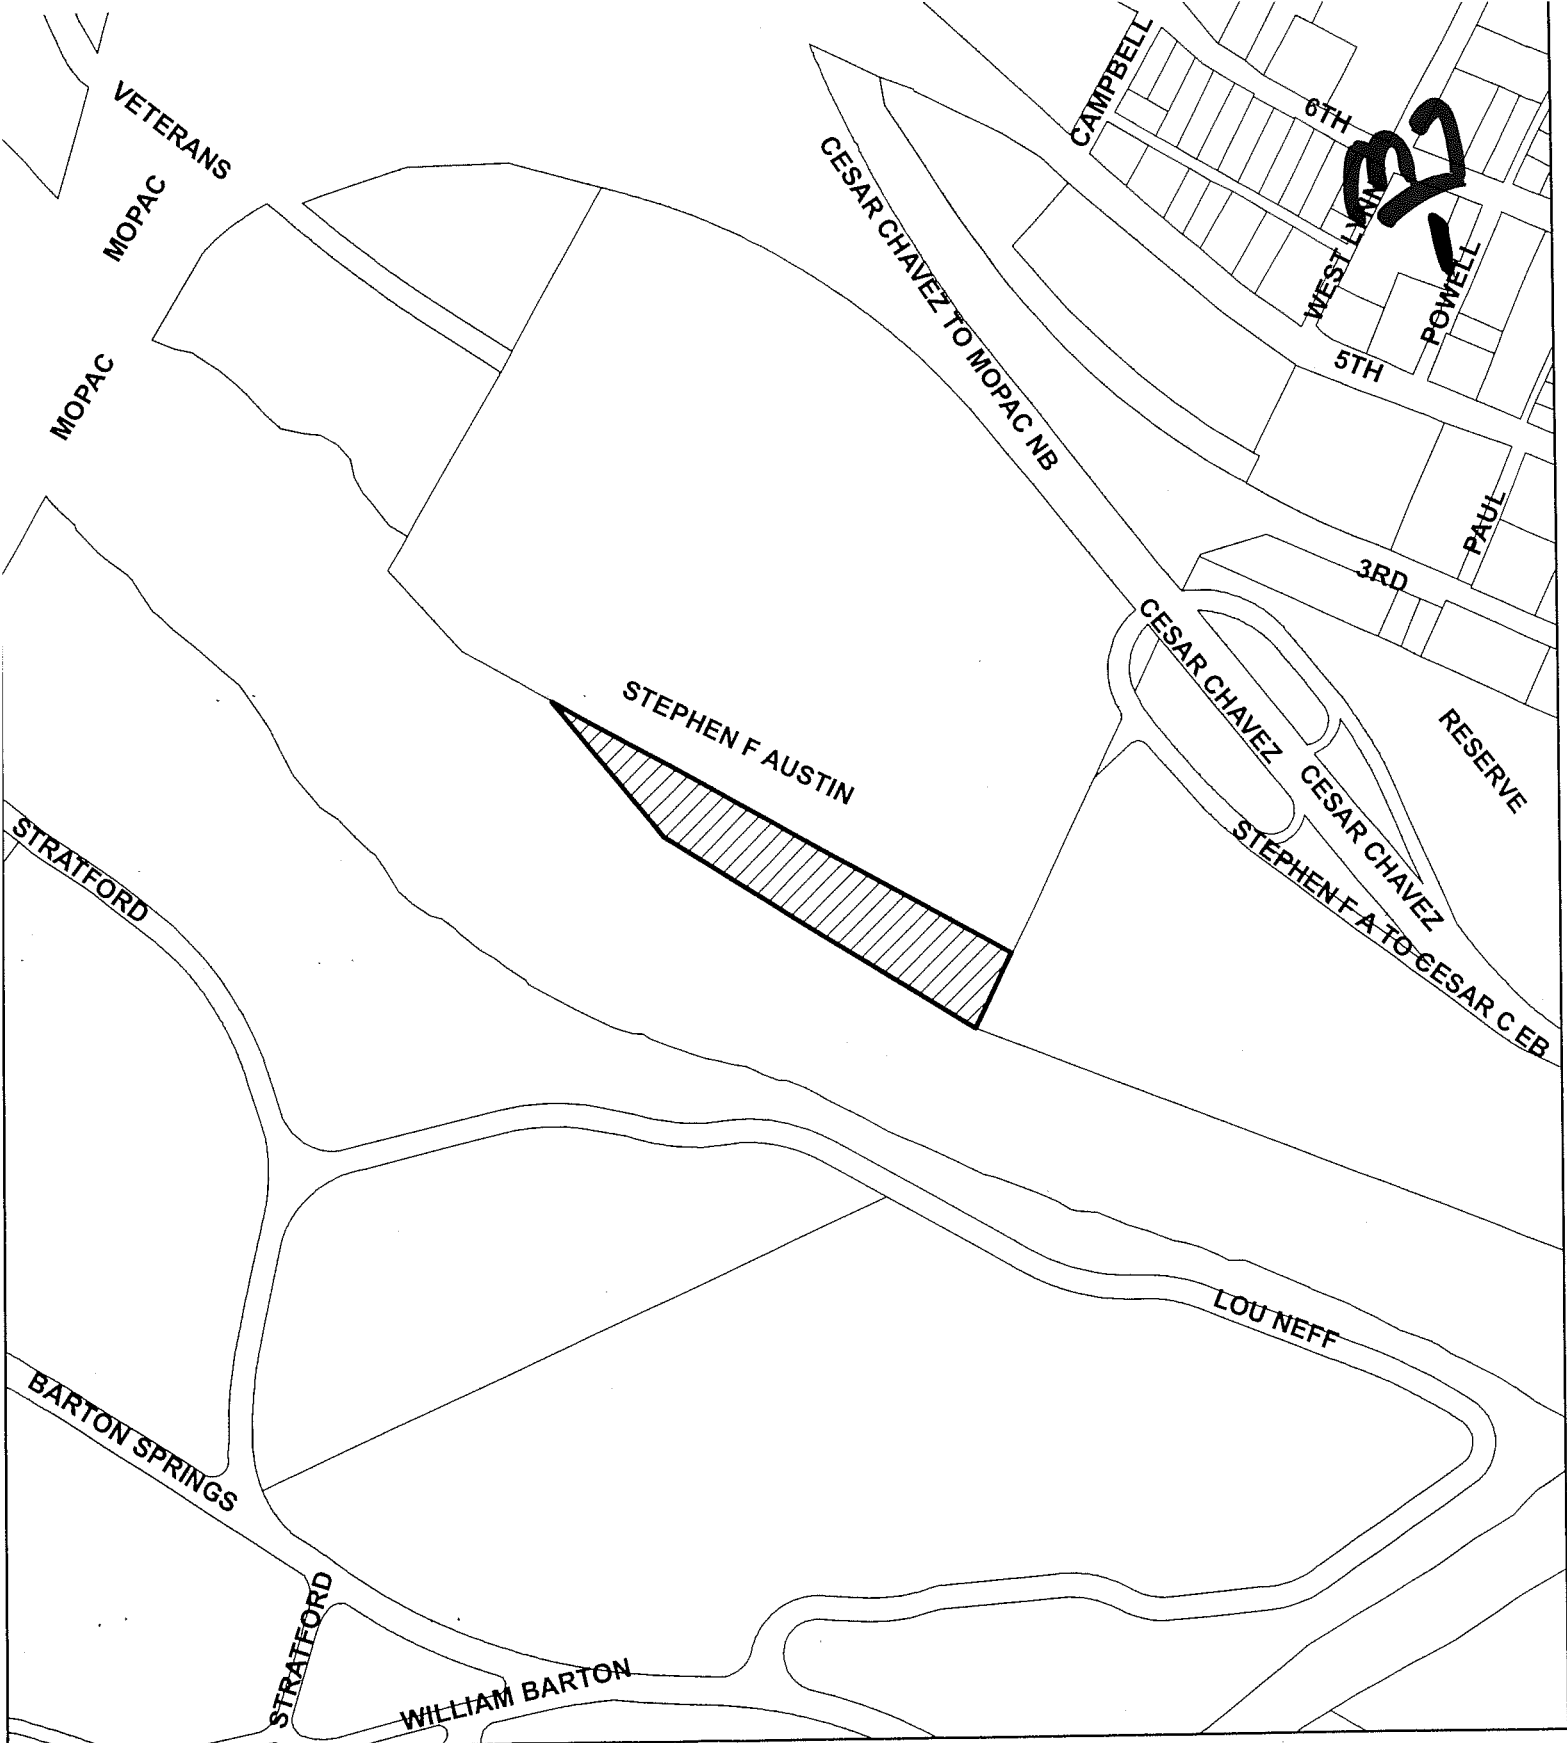 CAMPBELL
6TH
VETERANS
MOPAC
CESAR CHAVEZ TO MOPAC NB
WEST LYNN
POWELL
MOPAC
5TH
PAUL
3RD
CESAR CHAVEZ
STEPHEN F AUSTIN
RESERVE
CESAR CHAVEZ
STRATFORD
STEPHEN F A TO CESAR C EB
LOU NEFF
BARTON SPRINGS
STRATFORD
WILLIAM BARTON